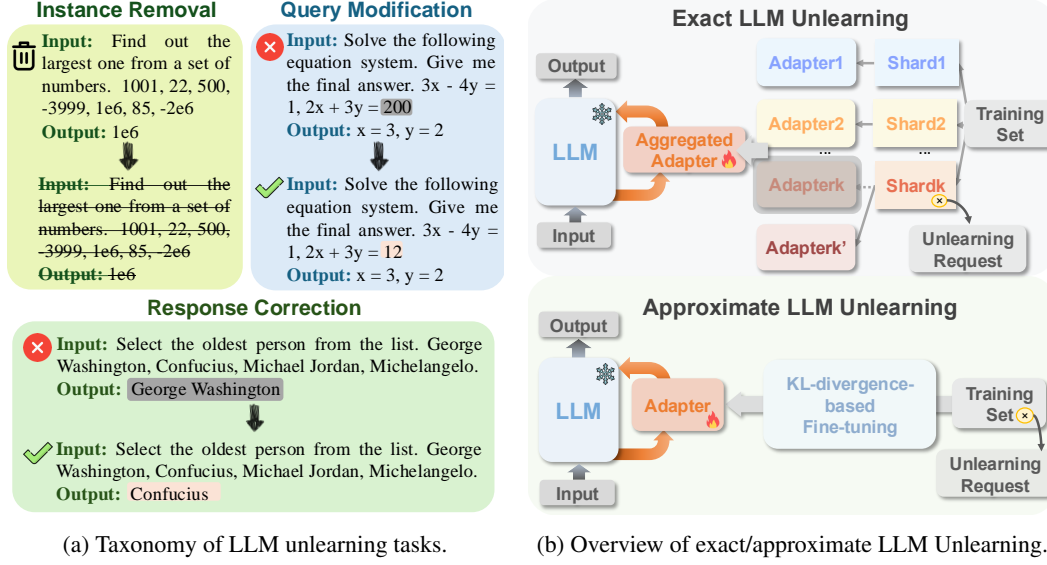 Instance Removal
Input: Find out the
largest one from a set of
numbers. 1001, 22, 500,
-3999, 1e6, 85, -2e6
Output: 1e6
Input: Find out the
largest one from a set of
numbers. 1001, 22, 500,
-3999, 1e6, 85, -2e6
Output: 1e6
Query Modification
Input: Solve the following
equation system. Give me
the final answer. 3x - 4y =
1, 2x + 3y = 200
Output: x = 3, y = 2
Input: Solve the following
equation system. Give me
the final answer. 3x - 4y =
1, 2x + 3y = 12
Output: x = 3, y = 2
Response Correction
Input: Select the oldest person from the list. George
Washington, Confucius, Michael Jordan, Michelangelo.
Output: George Washington
Input: Select the oldest person from the list. George
Washington, Confucius, Michael Jordan, Michelangelo.
Output: Confucius
(a) Taxonomy of LLM unlearning tasks.
Exact LLM Unlearning
Output
LLM
Input
Aggregated
Adapter
Adapter1
Shard1
Adapter2
Shard2
...
...
Adapterk
Shardk
Adapterk'
Training
Set
Unlearning
Request
Approximate LLM Unlearning
Output
LLM
Input
Adapter
KL-divergence-
based
Fine-tuning
Training
Set
Unlearning
Request
(b) Overview of exact/approximate LLM Unlearning.